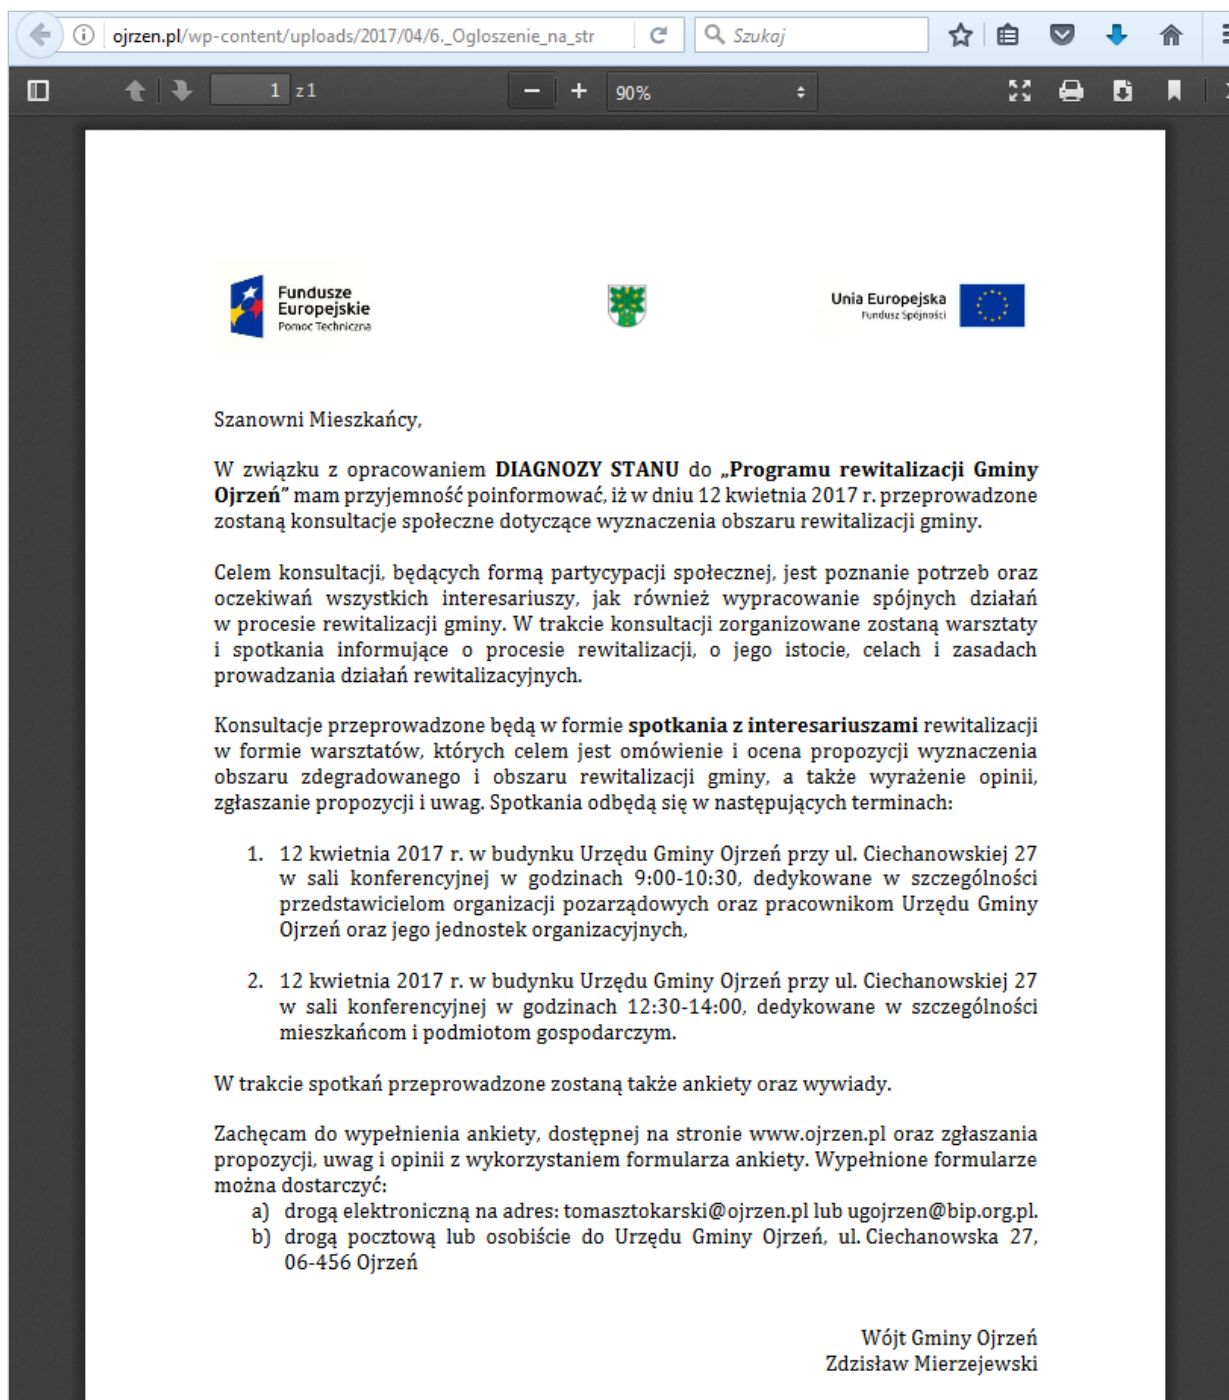 ojrzen.pl/wp-content/uploads/2017/04/6._Ogloszenie_na_str
Szukaj
1 z 1
90%
Fundusze
Europejskie
Pomoc Techniczna
Unia Europejska
Fundusz Spójności
Szanowni Mieszkańcy,
W związku z opracowaniem DIAGNOZY STANU do „Programu rewitalizacji Gminy
Ojrzeń” mam przyjemność poinformować, iż w dniu 12 kwietnia 2017 r. przeprowadzone
zostaną konsultacje społeczne dotyczące wyznaczenia obszaru rewitalizacji gminy.
Celem konsultacji, będących formą partycypacji społecznej, jest poznanie potrzeb oraz
oczekiwań wszystkich interesariuszy, jak również wypracowanie spójnych działań
w procesie rewitalizacji gminy. W trakcie konsultacji zorganizowane zostaną warsztaty
i spotkania informujące o procesie rewitalizacji, o jego istocie, celach i zasadach
prowadzania działań rewitalizacyjnych.
Konsultacje przeprowadzone będą w formie spotkania z interesariuszami rewitalizacji
w formie warsztatów, których celem jest omówienie i ocena propozycji wyznaczenia
obszaru zdegradowanego i obszaru rewitalizacji gminy, a także wyrażenie opinii,
zgłaszanie propozycji i uwag. Spotkania odbędą się w następujących terminach:
1. 12 kwietnia 2017 r. w budynku Urzędu Gminy Ojrzeń przy ul. Ciechanowskiej 27
w sali konferencyjnej w godzinach 9:00-10:30, dedykowane w szczególności
przedstawicielom organizacji pozarządowych oraz pracownikom Urzędu Gminy
Ojrzeń oraz jego jednostek organizacyjnych,
2. 12 kwietnia 2017 r. w budynku Urzędu Gminy Ojrzeń przy ul. Ciechanowskiej 27
w sali konferencyjnej w godzinach 12:30-14:00, dedykowane w szczególności
mieszkańcom i podmiotom gospodarczym.
W trakcie spotkań przeprowadzone zostaną także ankiety oraz wywiady.
Zachęcam do wypełnienia ankiety, dostępnej na stronie www.ojrzen.pl oraz zgłaszania
propozycji, uwag i opinii z wykorzystaniem formularza ankiety. Wypełnione formularze
można dostarczyć:
a) drogą elektroniczną na adres: tomasztokarski@ojrzen.pl lub ugojrzen@bip.org.pl.
b) drogą pocztową lub osobiście do Urzędu Gminy Ojrzeń, ul. Ciechanowska 27,
06-456 Ojrzeń
Wójt Gminy Ojrzeń
Zdzisław Mierzejewski